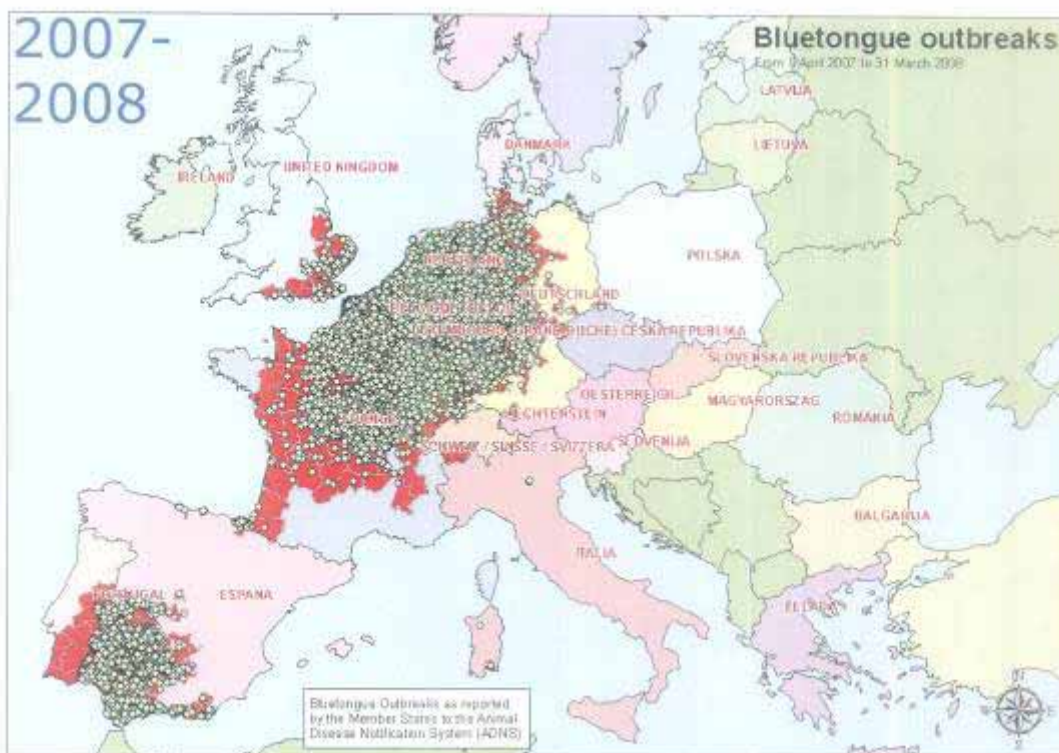 2007-
2008
Bluetongue outbreaks
From 1 April 2007 to 31 March 2008
LATVIJA
LIETUVA
DANMARK
UNITED KINGDOM
IRELAND
POLSKA
DEUTSCHLAND
ČESKA REPUBLIKA
SLOVENSKA REPUBLIKA
OESTERREICH
MAGYARORSZAG
ROMANIA
LIECHTENSTEIN
SCHWEIZ / SUISSE / SVIZZERA
SLOVENIJA
BALGARIJA
ITALIA
PORTUGAL
ESPANA
Bluetongue Outbreaks as reported
by the Member States to the Animal
Disease Notification System (ADNS)